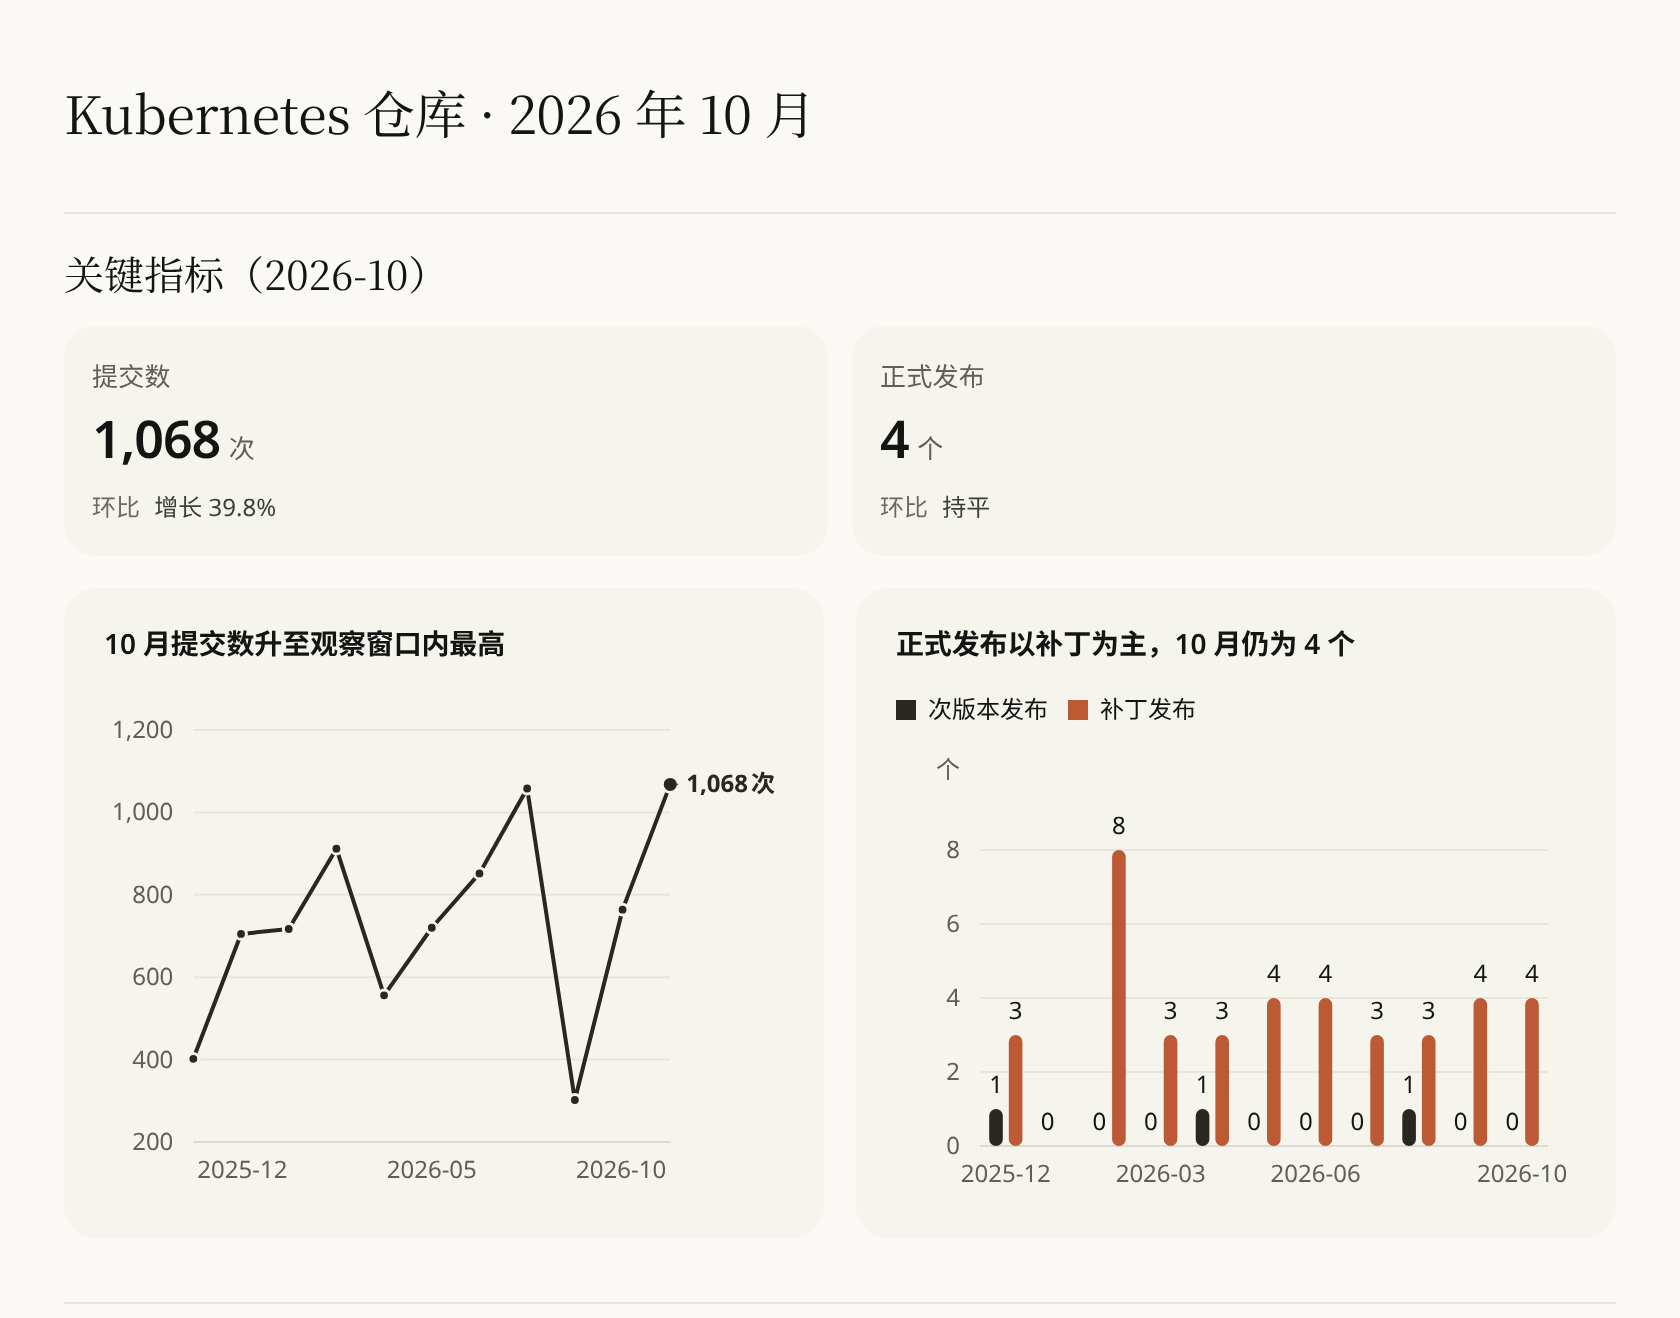 Kubernetes 仓库 · 2026 年 10 月
关键指标（2026-10）
提交数
1,068 次
环比 增长 39.8%
正式发布
4 个
环比 持平
10 月提交数升至观察窗口内最高
1,200
1,000
800
600
400
200
1,068 次
2025-12 2026-05 2026-10
正式发布以补丁为主，10 月仍为 4 个
次版本发布 补丁发布
个
8
6
4
2
0
1 3 0 0 8 0 3 1 3 0 4 0 4 0 3 1 3 0 4 0 4
2025-12 2026-03 2026-06 2026-10